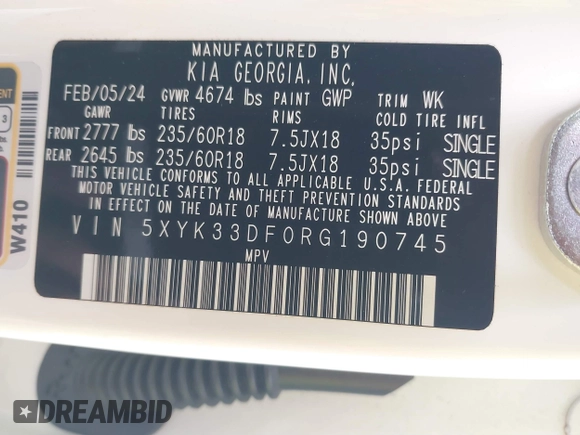 MANUFACTURED BY
KIA GEORGIA, INC.
FEB/05/24 GVWR 4674 lbs PAINT GWP TRIM WK
GAWR TIRES RIMS COLD TIRE INFL
FRONT 2777 lbs 235/60R18 7.5JX18 35psi SINGLE
REAR 2645 lbs 235/60R18 7.5JX18 35psi SINGLE
THIS VEHICLE CONFORMS TO ALL APPLICABLE U.S.A. FEDERAL
MOTOR VEHICLE SAFETY AND THEFT PREVENTION STANDARDS
IN EFFECT ON THE DATE OF MANUFACTURE SHOWN ABOVE.
VIN 5XYK33DF0RG190745
MPV
W410
3
DREAMBID